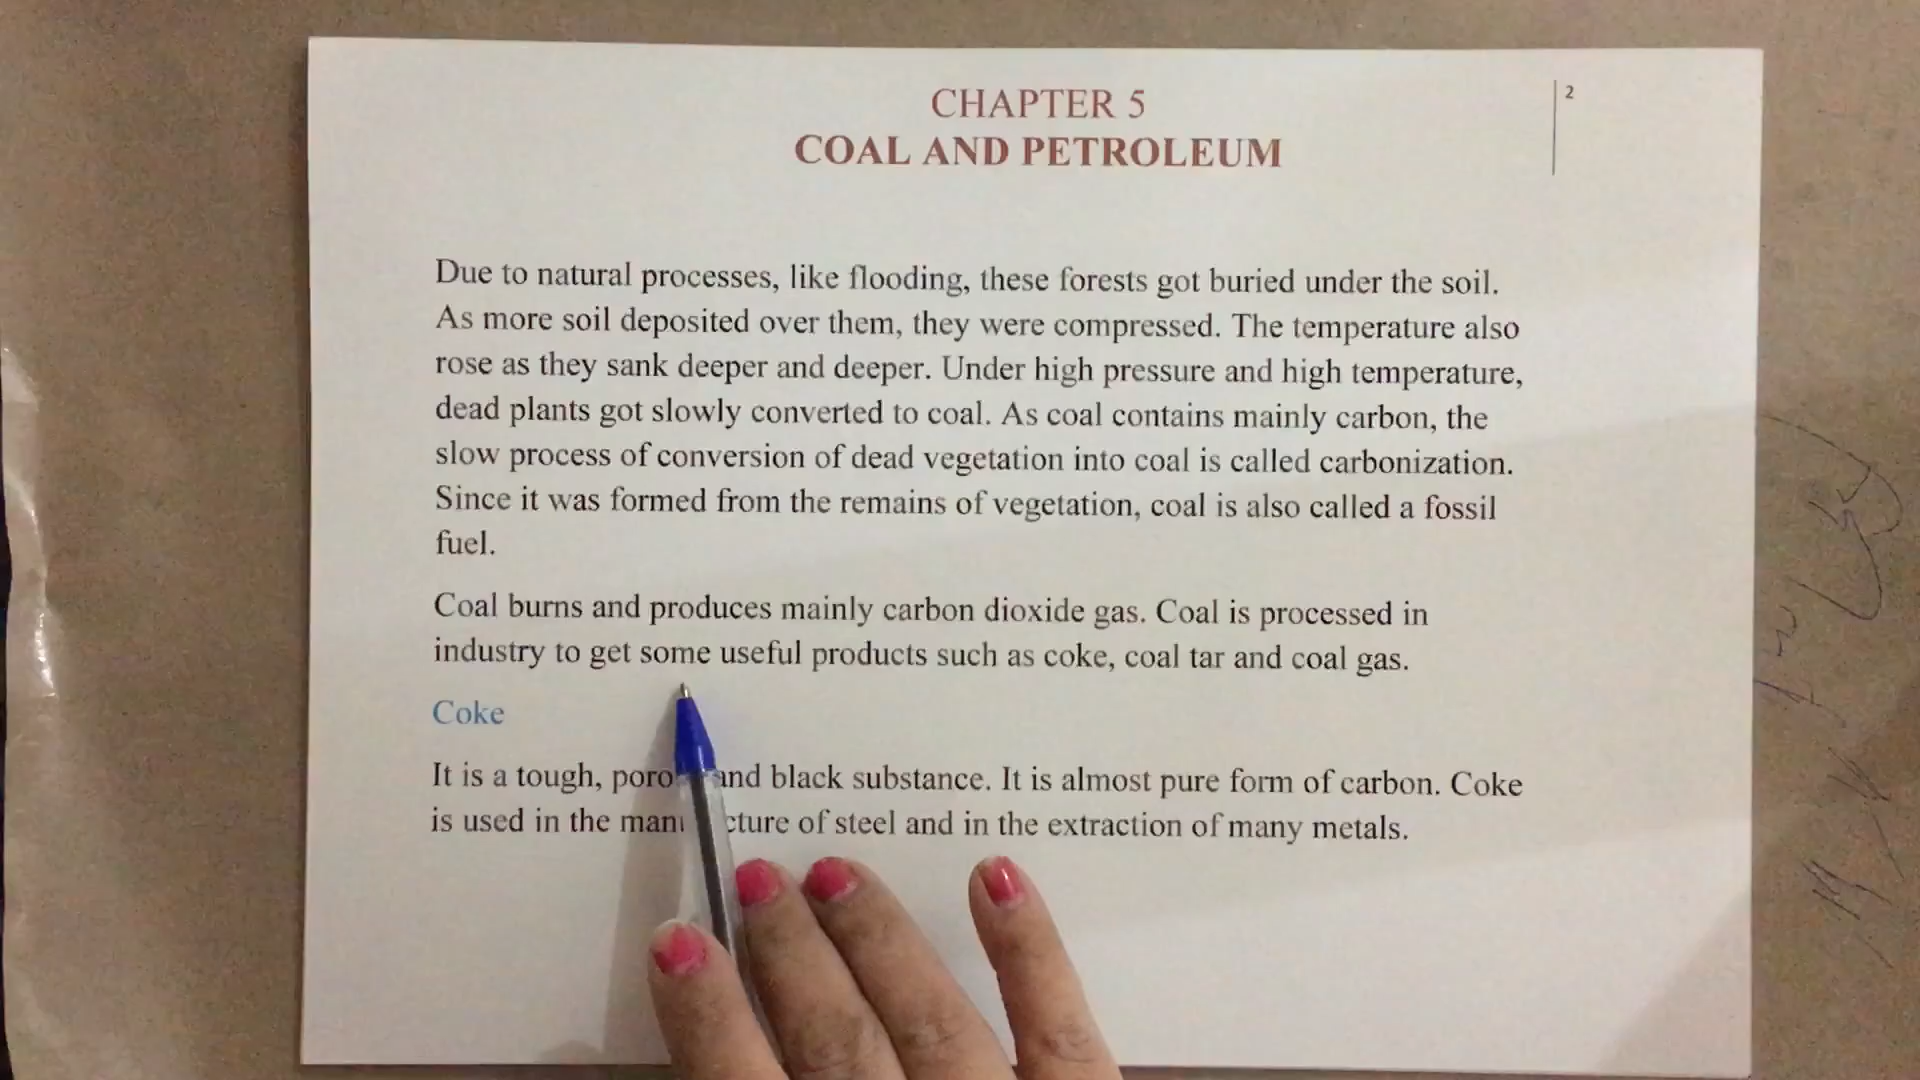 CHAPTER 5
2
COAL AND PETROLEUM
Due to natural processes, like flooding, these forests got buried under the soil.
As more soil deposited over them, they were compressed. The temperature also
rose as they sank deeper and deeper. Under high pressure and high temperature,
dead plants got slowly converted to coal. As coal contains mainly carbon, the
slow process of conversion of dead vegetation into coal is called carbonization.
Since it was formed from the remains of vegetation, coal is also called a fossil
fuel.
Coal burns and produces mainly carbon dioxide gas. Coal is processed in
industry to get some useful products such as coke, coal tar and coal gas.
Coke
It is a tough, and black substance. It is almost pure form of carbon. Coke
is used in the of steel and in the extraction of many metals.